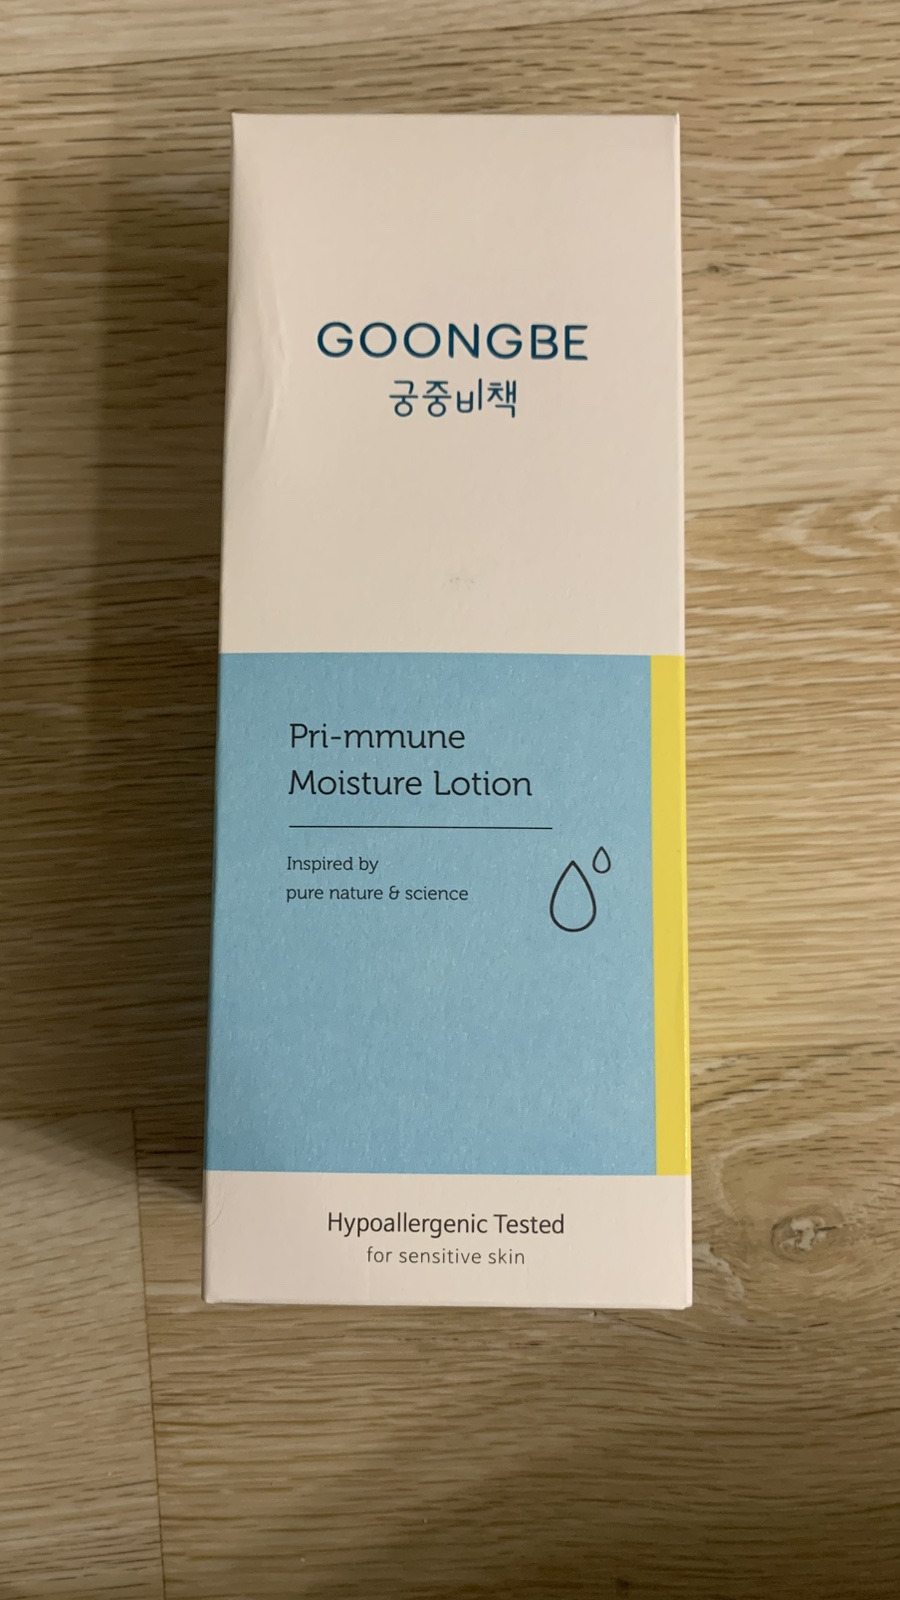 GOONGBE
궁중비책
Pri-mmune
Moisture Lotion
Inspired by
pure nature & science
Hypoallergenic Tested
for sensitive skin